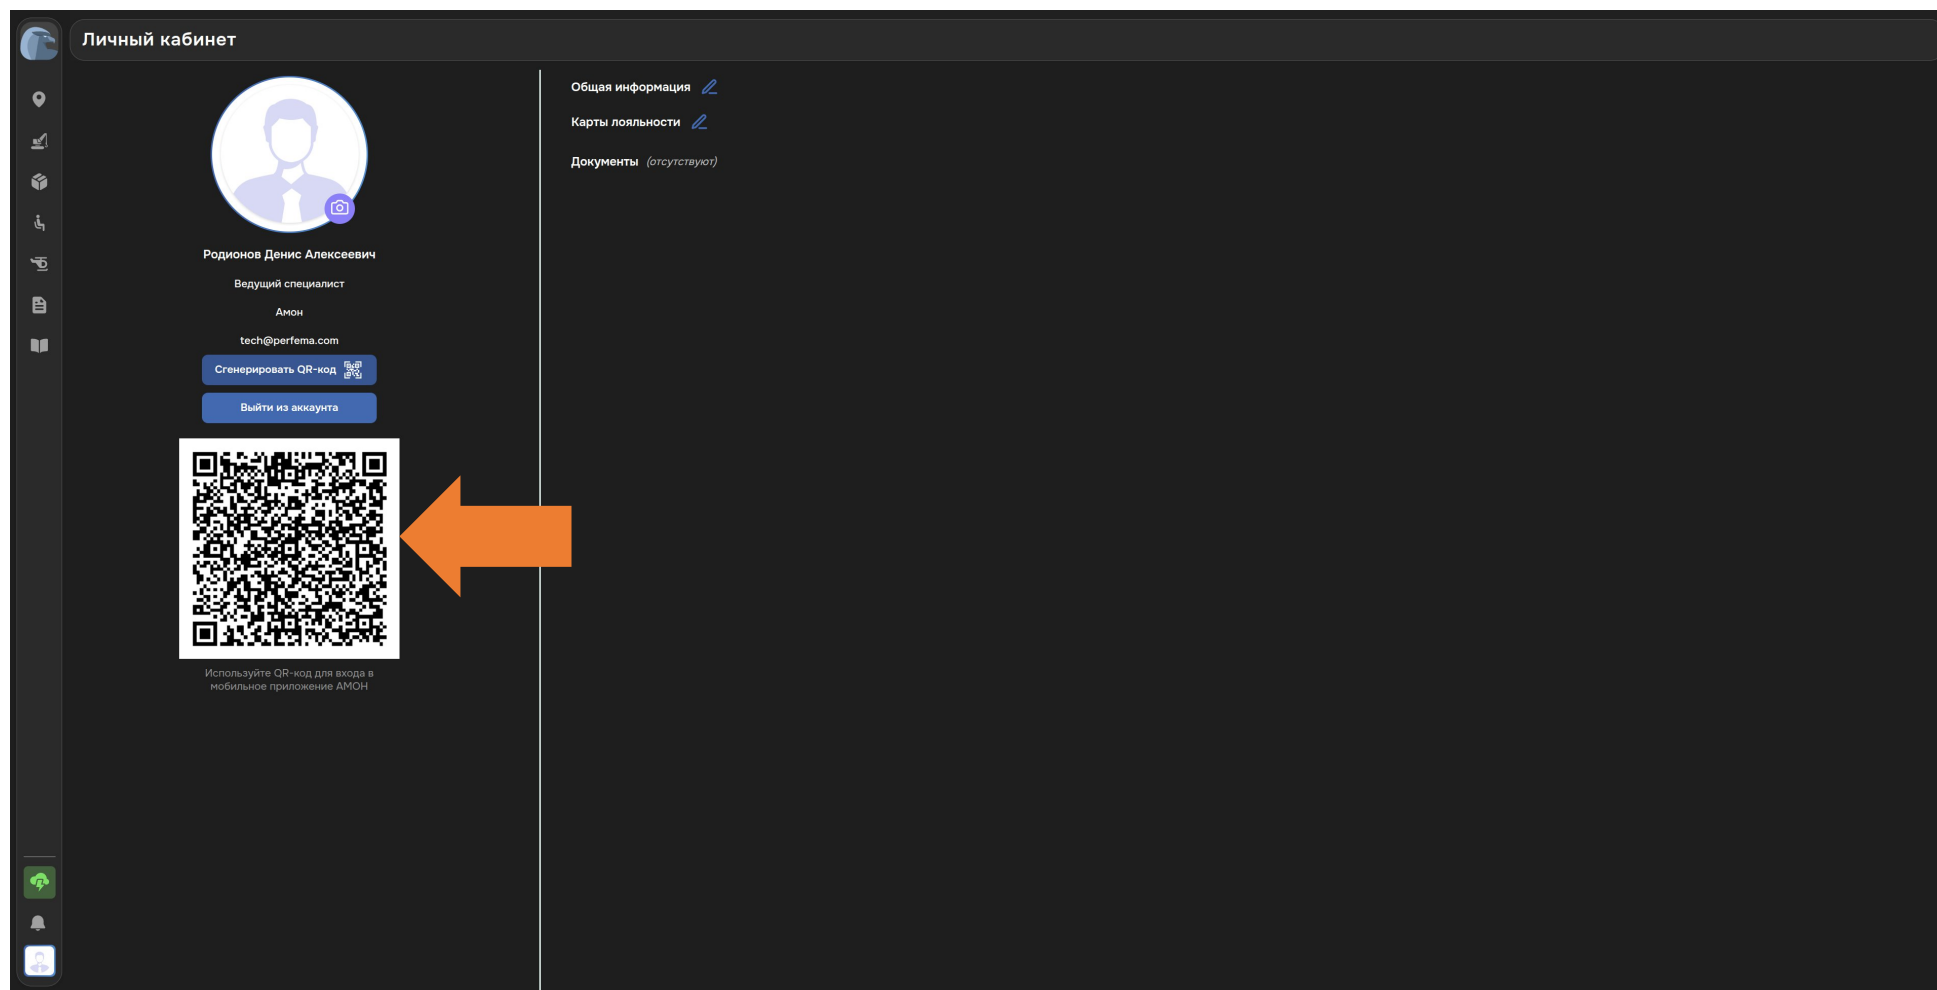 Личный кабинет
Родионов Денис Алексеевич
Ведущий специалист
Амон
tech@perfema.com
Сгенерировать QR-код
Выйти из аккаунта
Используйте QR-код для входа в
мобильное приложение АМОН
Общая информация
Карты лояльности
Документы (отсутствуют)